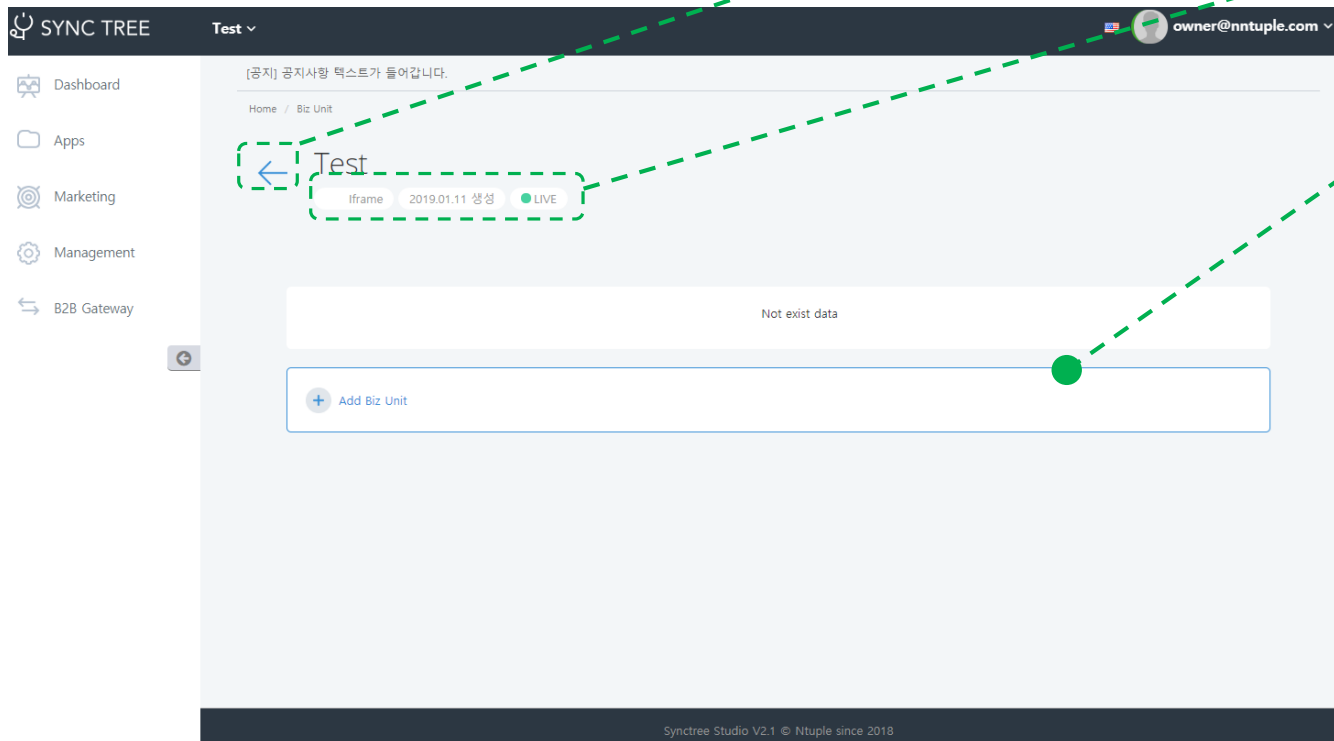 SYNC TREE
Test
owner@nntuple.com
[공지] 공지사항 텍스트가 들어갑니다.
Home / Biz Unit
Dashboard
Apps
Marketing
Management
B2B Gateway
Test
Iframe 2019.01.11 생성 LIVE
Not exist data
+ Add Biz Unit
Synctree Studio V2.1 © Ntuple since 2018